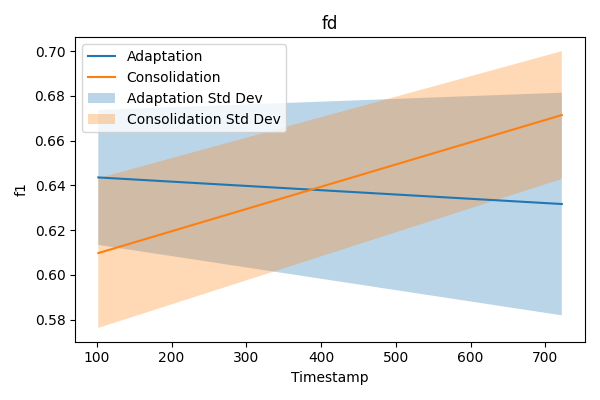 fd
Adaptation
Consolidation
Adaptation Std Dev
Consolidation Std Dev
f1
0.70
0.68
0.66
0.64
0.62
0.60
0.58
100 200 300 400 500 600 700
Timestamp